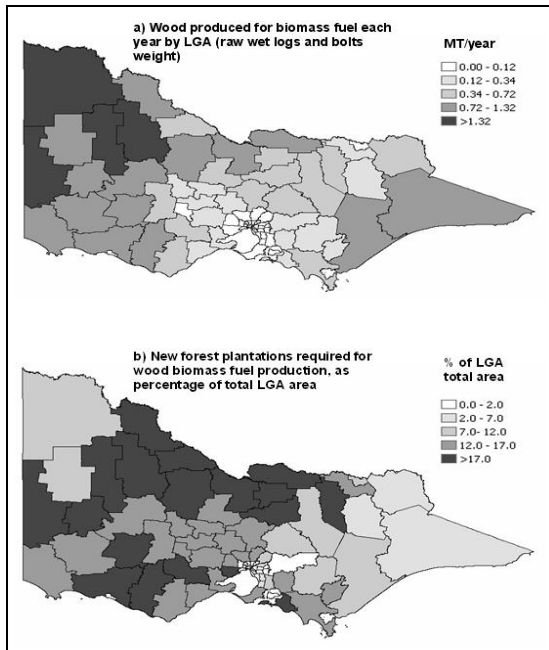 a) Wood produced for biomass fuel each
year by LGA (raw wet logs and bolts
weight)
MT/year
0.00 - 0.12
0.12 - 0.34
0.34 - 0.72
0.72 - 1.32
>1.32
b) New forest plantations required for
wood biomass fuel production, as
percentage of total LGA area
% of LGA
total area
0.0 - 2.0
2.0 - 7.0
7.0- 12.0
12.0 - 17.0
>17.0